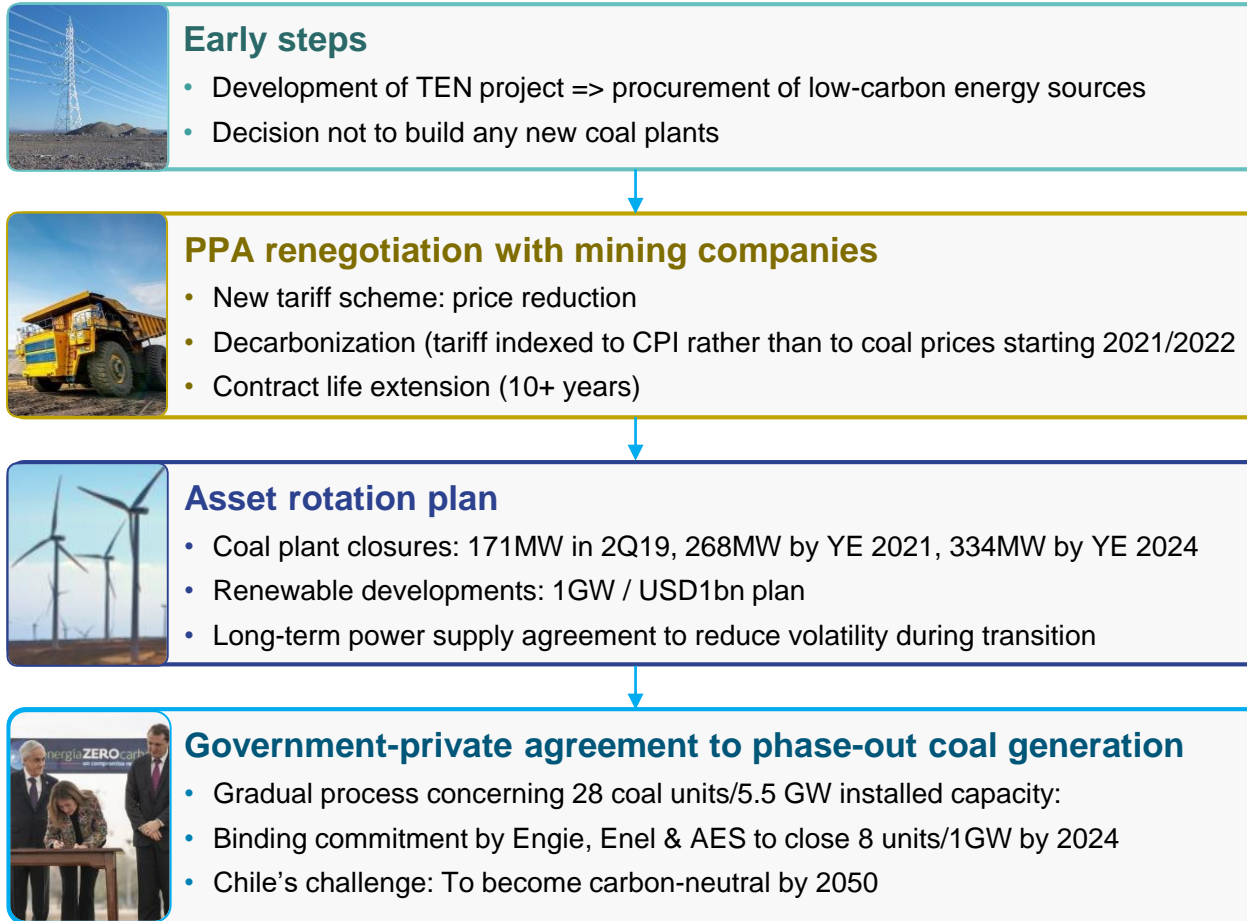 Early steps
• Development of TEN project => procurement of low-carbon energy sources
• Decision not to build any new coal plants
PPA renegotiation with mining companies
• New tariff scheme: price reduction
• Decarbonization (tariff indexed to CPI rather than to coal prices starting 2021/2022
• Contract life extension (10+ years)
Asset rotation plan
• Coal plant closures: 171MW in 2Q19, 268MW by YE 2021, 334MW by YE 2024
• Renewable developments: 1GW / USD1bn plan
• Long-term power supply agreement to reduce volatility during transition
energíaZEROcarb
Government-private agreement to phase-out coal generation
• Gradual process concerning 28 coal units/5.5 GW installed capacity:
• Binding commitment by Engie, Enel & AES to close 8 units/1GW by 2024
• Chile’s challenge: To become carbon-neutral by 2050